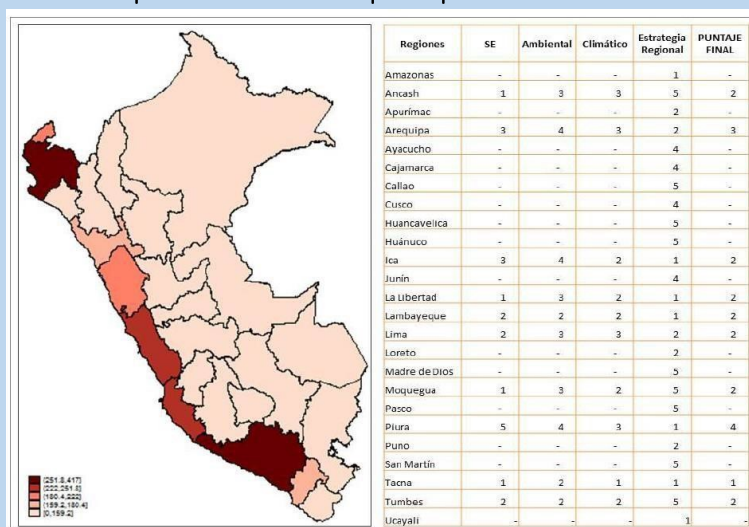 Regiones SE Ambiental Climático Estrategia Regional PUNTAJE FINAL
Amazonas - - - 1 -
Ancash 1 3 3 5 2
Apurímac - - - 2 -
Arequipa 3 4 3 2 3
Ayacucho - - - 4 -
Cajamarca - - - 4 -
Callao - - - 5 -
Cusco - - - 4 -
Huancavelica - - - 5 -
Huánuco - - - 5 -
Ica 3 4 2 1 2
Junín - - - 4 -
La Libertad 1 3 2 1 2
Lambayeque 2 2 2 1 2
Lima 2 3 3 2 2
Loreto - - - 2 -
Madre de Dios - - - 5 -
Moquegua 1 3 2 5 2
Pasco - - - 5 -
Piura 5 4 3 1 4
Puno - - - 2 -
San Martín - - - 5 -
Tacna 1 2 1 1 1
Tumbes 2 2 2 5 2
Ucayali - - - 1 -
(251.8,417]
(222,251.8]
(180.4,222]
(159.2,180.4]
[0,159.2]